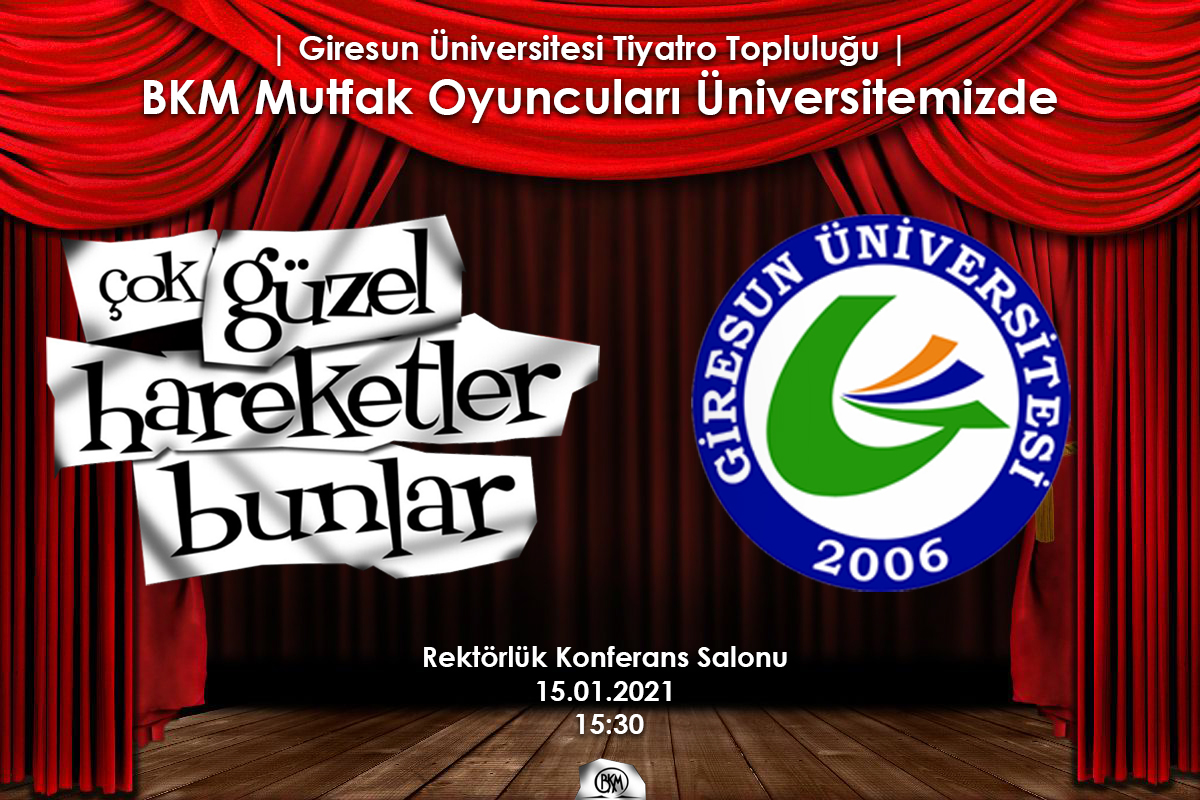 | Giresun Üniversitesi Tiyatro Topluluğu |
BKM Mutfak Oyuncuları Üniversitemizde
çok güzel
hareketler
bunlar
GİRESUN ÜNİVERSİTESİ
2006
Rektörlük Konferans Salonu
15.01.2021
15:30
BKM